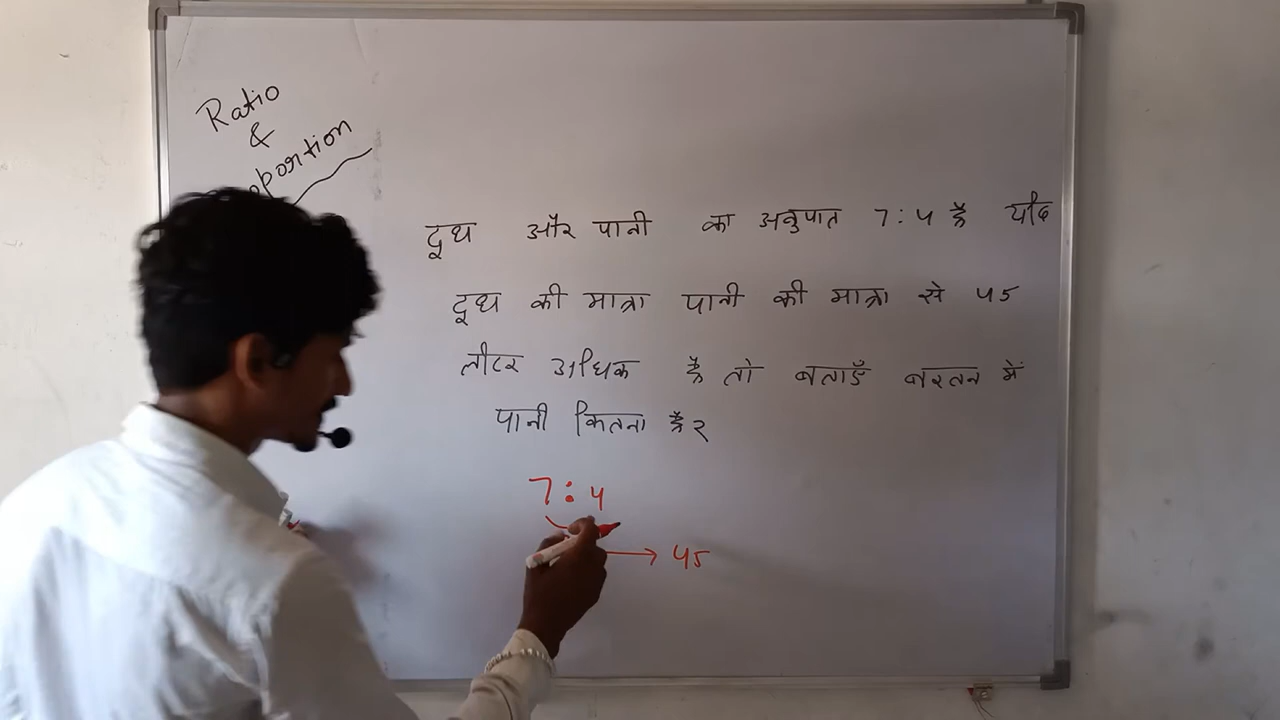 Ratio
&
दूध और पानी का अनुपात 7:4 है यदि
दूध की मात्रा पानी की मात्रा से 45
लीटर अधिक है तो बताएँ बरतन में
पानी कितना है?
7:4
→ 45